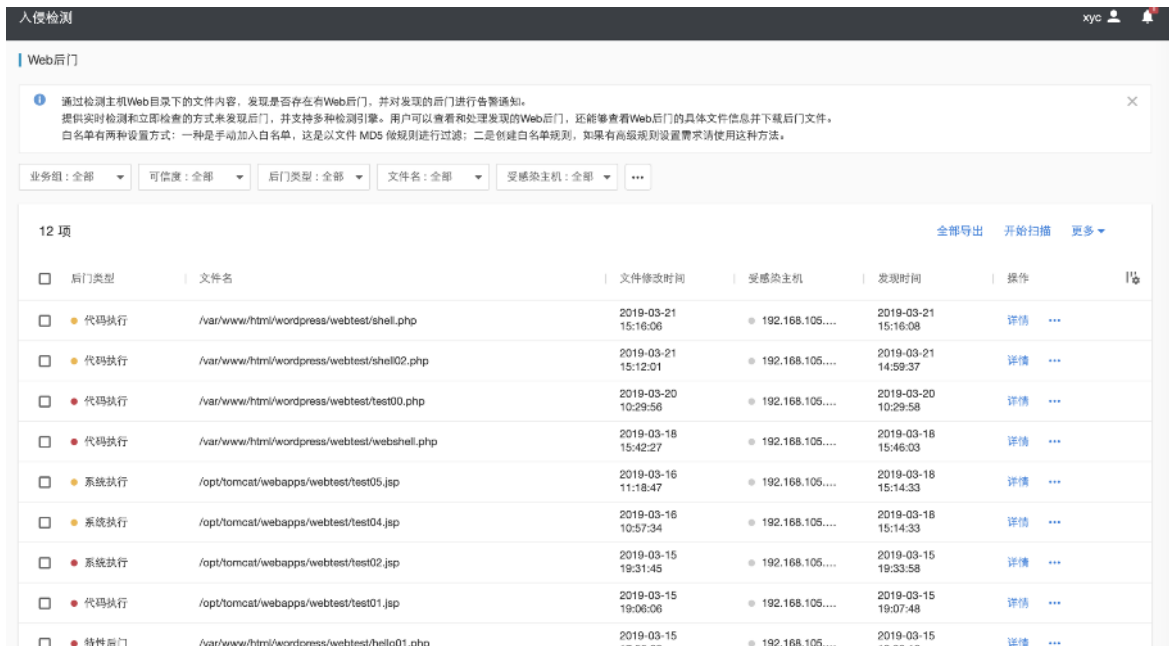 入侵检测
xyc
Web后门
通过检测主机Web目录下的文件内容，发现是否存在有Web后门，并对发现的后门进行告警通知。
提供实时检测和立即检查的方式来发现后门，并支持多种检测引擎。用户可以查看和处理发现的Web后门，还能够查看Web后门的具体文件信息并下载后门文件。
白名单有两种设置方式：一种是手动加入白名单，这是以文件 MD5 做规则进行过滤；二是创建白名单规则，如果有高级规则设置需求请使用这种方法。
业务组：全部 可信度：全部 后门类型：全部 文件名：全部 受感染主机：全部 •••
12 项 全部导出 开始扫描 更多
后门类型 文件名 文件修改时间 受感染主机 发现时间 操作
代码执行 /var/www/html/wordpress/webtest/shell.php 2019-03-21 15:16:06 192.168.105.... 2019-03-21 15:16:08 详情 •••
代码执行 /var/www/html/wordpress/webtest/shell02.php 2019-03-21 15:12:01 192.168.105.... 2019-03-21 14:59:37 详情 •••
代码执行 /var/www/html/wordpress/webtest/test00.php 2019-03-20 10:29:56 192.168.105.... 2019-03-20 10:29:58 详情 •••
代码执行 /var/www/html/wordpress/webtest/webshell.php 2019-03-18 15:42:27 192.168.105.... 2019-03-18 15:46:03 详情 •••
系统执行 /opt/tomcat/webapps/webtest/test05.jsp 2019-03-16 11:18:47 192.168.105.... 2019-03-18 15:14:33 详情 •••
系统执行 /opt/tomcat/webapps/webtest/test04.jsp 2019-03-16 10:57:34 192.168.105.... 2019-03-18 15:14:33 详情 •••
系统执行 /opt/tomcat/webapps/webtest/test02.jsp 2019-03-15 19:31:45 192.168.105.... 2019-03-15 19:33:58 详情 •••
代码执行 /opt/tomcat/webapps/webtest/test01.jsp 2019-03-15 19:06:06 192.168.105.... 2019-03-15 19:07:48 详情 •••
特性后门 /var/www/html/wordpress/webtest/hello01.php 2019-03-15 192.168.105.... 2019-03-15 详情 •••